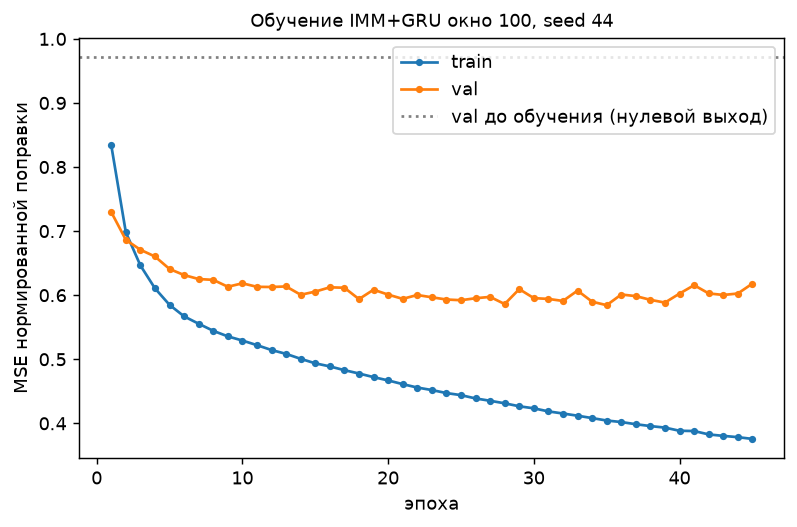 Обучение IMM+GRU окно 100, seed 44
MSE нормированной поправки
1.0
0.9
0.8
0.7
0.6
0.5
0.4
train
val
val до обучения (нулевой выход)
0
10
20
30
40
эпоха